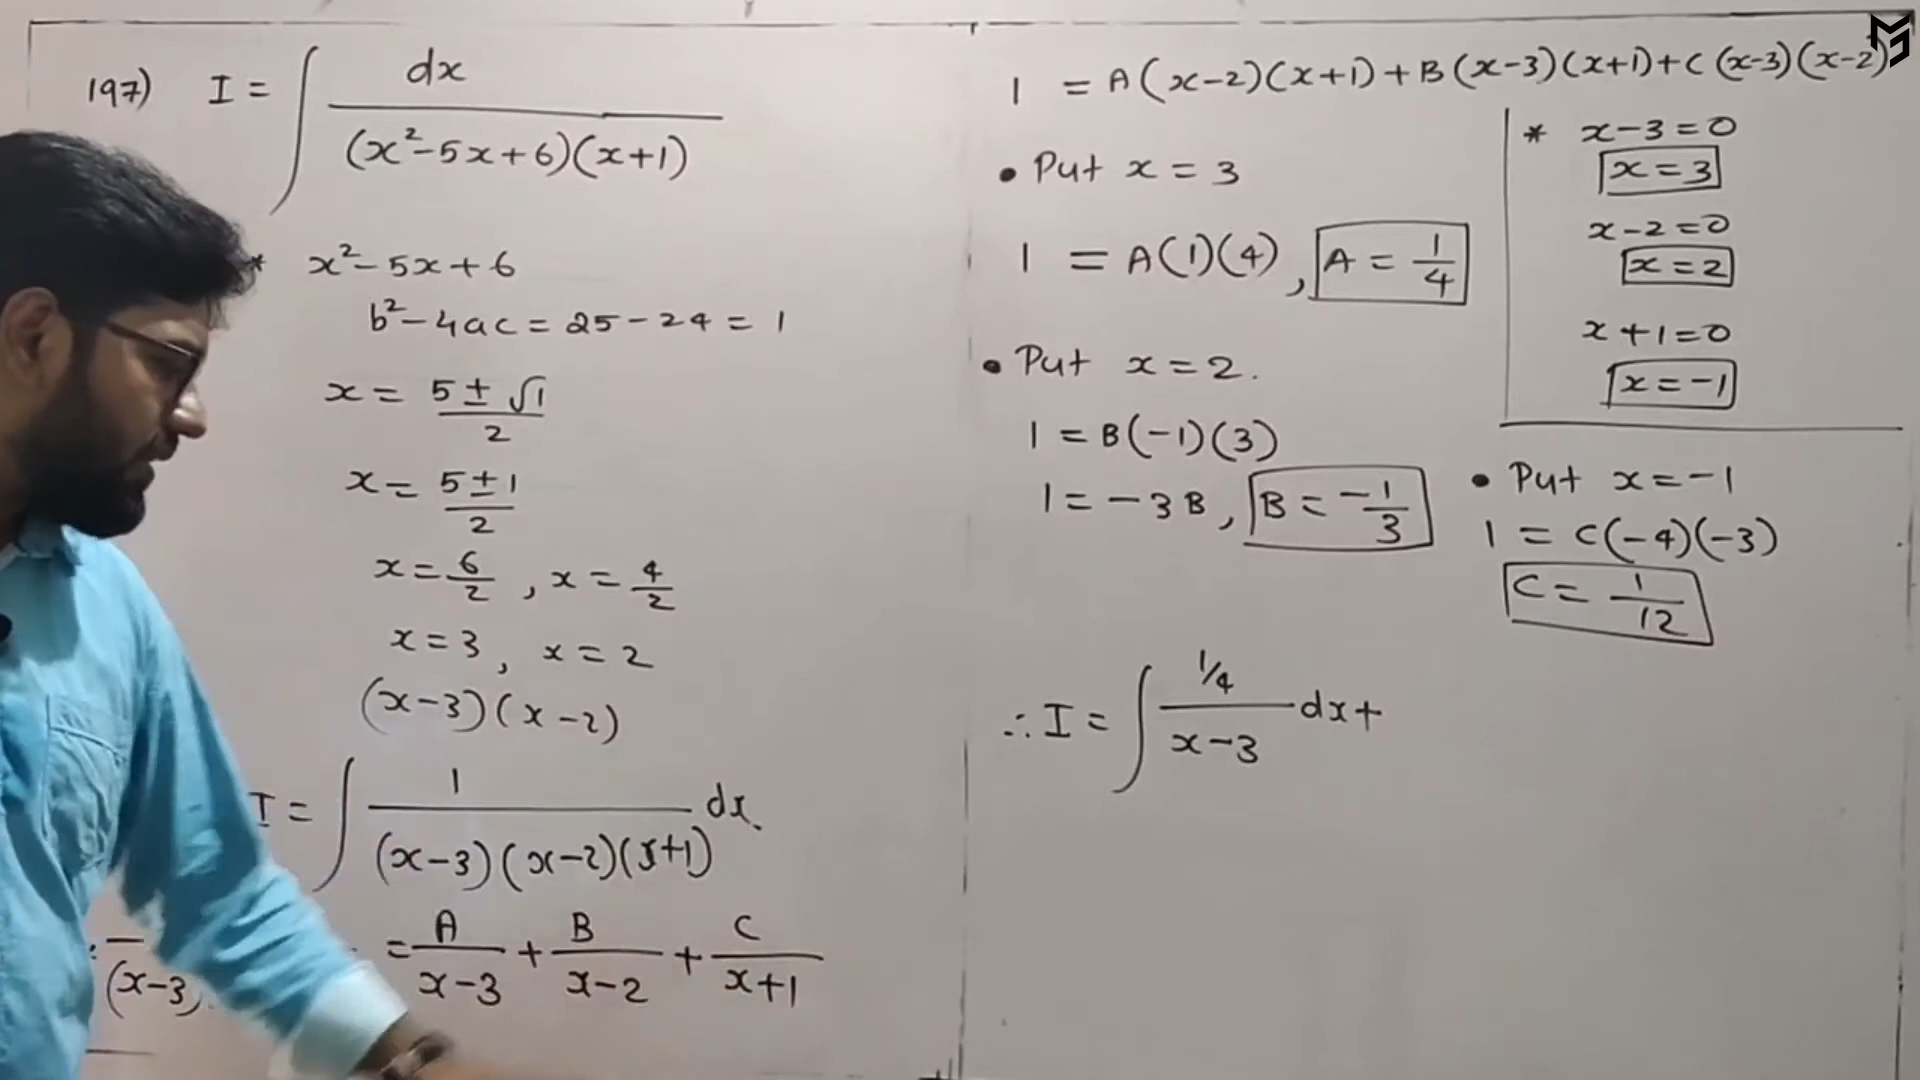 197) I = ∫ dx / (x²-5x+6)(x+1)
* x²-5x+6
b²-4ac = 25-24 = 1
x = 5±√1 / 2
x = 5±1 / 2
x = 6/2 , x = 4/2
x = 3 , x = 2
(x-3)(x-2)
I = ∫ 1 / (x-3)(x-2)(x+1) dx.
(x-3) = A/x-3 + B/x-2 + C/x+1
1 = A(x-2)(x+1)+B(x-3)(x+1)+C(x-3)(x-2)
• Put x = 3
1 = A(1)(4) , A = 1/4
• Put x = 2.
1 = B(-1)(3)
1 = -3B , B = -1/3
* x-3=0
x=3
x-2=0
x=2
x+1=0
x=-1
• Put x=-1
1 = C(-4)(-3)
C = 1/12
∴ I = ∫ 1/4 / x-3 dx+